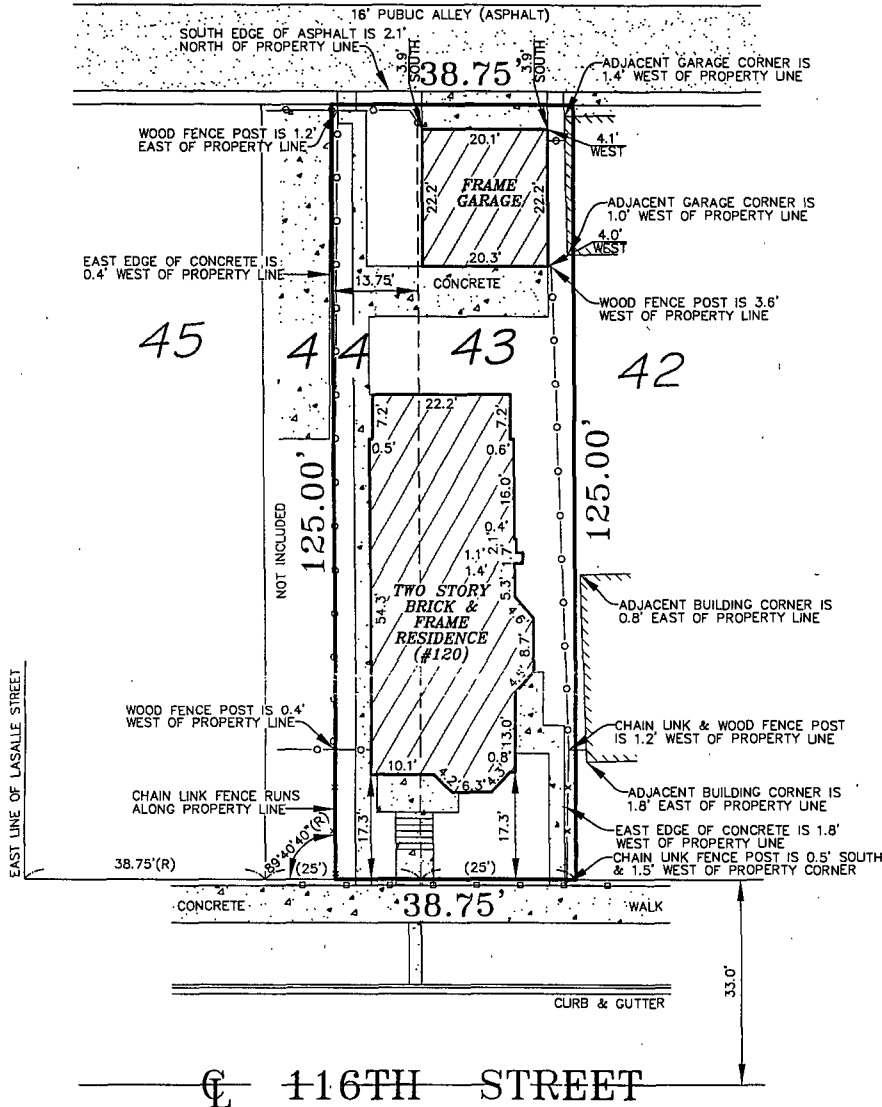 16' PUBUC ALLEY (ASPHALT)
SOUTH EDGE OF ASPHALT IS 2.1'
NORTH OF PROPERTY LINE
3.9'
SOUTH
38.75'
3.9'
SOUTH
ADJACENT GARAGE CORNER IS
1.4' WEST OF PROPERTY LINE
WOOD FENCE POST IS 1.2'
EAST OF PROPERTY LINE
20.1'
4.1'
WEST
22.2'
FRAME
GARAGE
22.2'
ADJACENT GARAGE CORNER IS
1.0' WEST OF PROPERTY LINE
4.0'
WEST
EAST EDGE OF CONCRETE IS
0.4' WEST OF PROPERTY LINE
20.3'
13.75'
CONCRETE
WOOD FENCE POST IS 3.6'
WEST OF PROPERTY LINE
45
4 4
43
42
22.2'
7.2'
7.2'
0.5'
0.6'
125.00'
125.00'
16.0'
NOT INCLUDED
0.4'
2.1'
1.1'
1.7'
1.4'
5.3'
54.3'
TWO STORY
BRICK &
FRAME
RESIDENCE
(#120)
4.6'
8.7'
4.5'
ADJACENT BUILDING CORNER IS
0.8' EAST OF PROPERTY LINE
EAST LINE OF LASALLE STREET
WOOD FENCE POST IS 0.4'
WEST OF PROPERTY LINE
13.0'
CHAIN UNK & WOOD FENCE POST
IS 1.2' WEST OF PROPERTY LINE
10.1'
0.8'
4.2'
6.3'
4.3'
CHAIN LINK FENCE RUNS
ALONG PROPERTY LINE
ADJACENT BUILDING CORNER IS
1.8' EAST OF PROPERTY UNE
17.3'
17.3'
EAST EDGE OF CONCRETE IS 1.8'
WEST OF PROPERTY UNE
89°40'40"(R)
38.75'(R)
(25')
(25')
CHAIN UNK FENCE POST IS 0.5' SOUTH
& 1.5' WEST OF PROPERTY CORNER
CONCRETE
38.75'
WALK
33.0'
CURB & GUTTER
℄ 116TH STREET